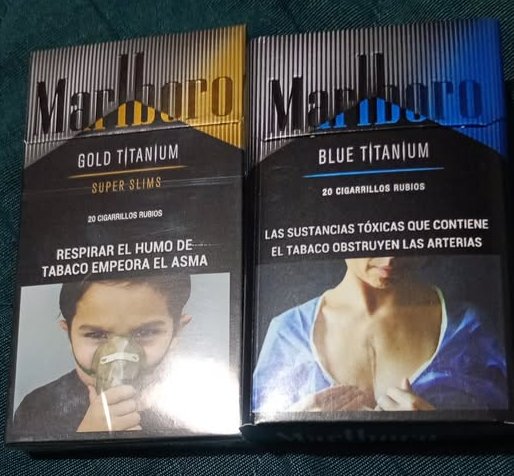 Marlboro
GOLD TITANIUM
SUPER SLIMS
20 CIGARRILLOS RUBIOS
RESPIRAR EL HUMO DE
TABACO EMPEORA EL ASMA
Marlboro
BLUE TITANIUM
20 CIGARRILLOS RUBIOS
LAS SUSTANCIAS TÓXICAS QUE CONTIENE
EL TABACO OBSTRUYEN LAS ARTERIAS
Marlboro